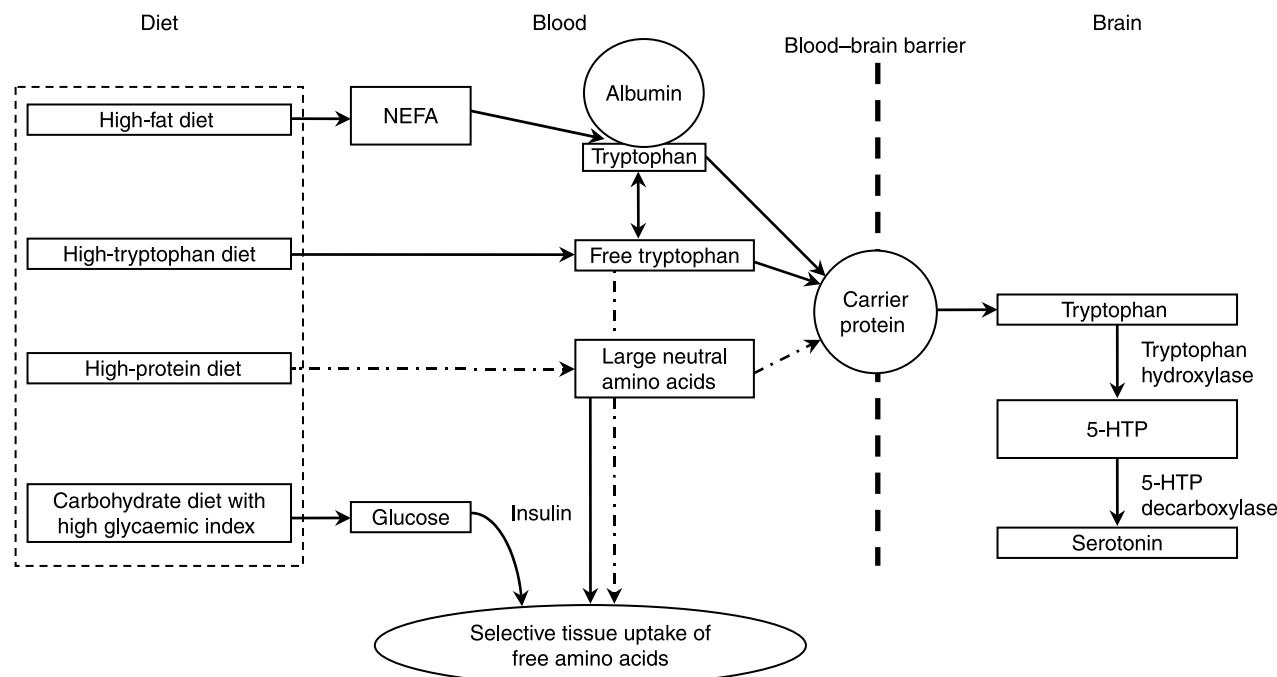 Diet
Blood
Blood–brain barrier
Brain
High-fat diet
NEFA
Albumin
Tryptophan
High-tryptophan diet
Free tryptophan
Carrier
protein
Tryptophan
Tryptophan
hydroxylase
High-protein diet
Large neutral
amino acids
5-HTP
5-HTP
decarboxylase
Carbohydrate diet with
high glycaemic index
Glucose
Insulin
Serotonin
Selective tissue uptake of
free amino acids